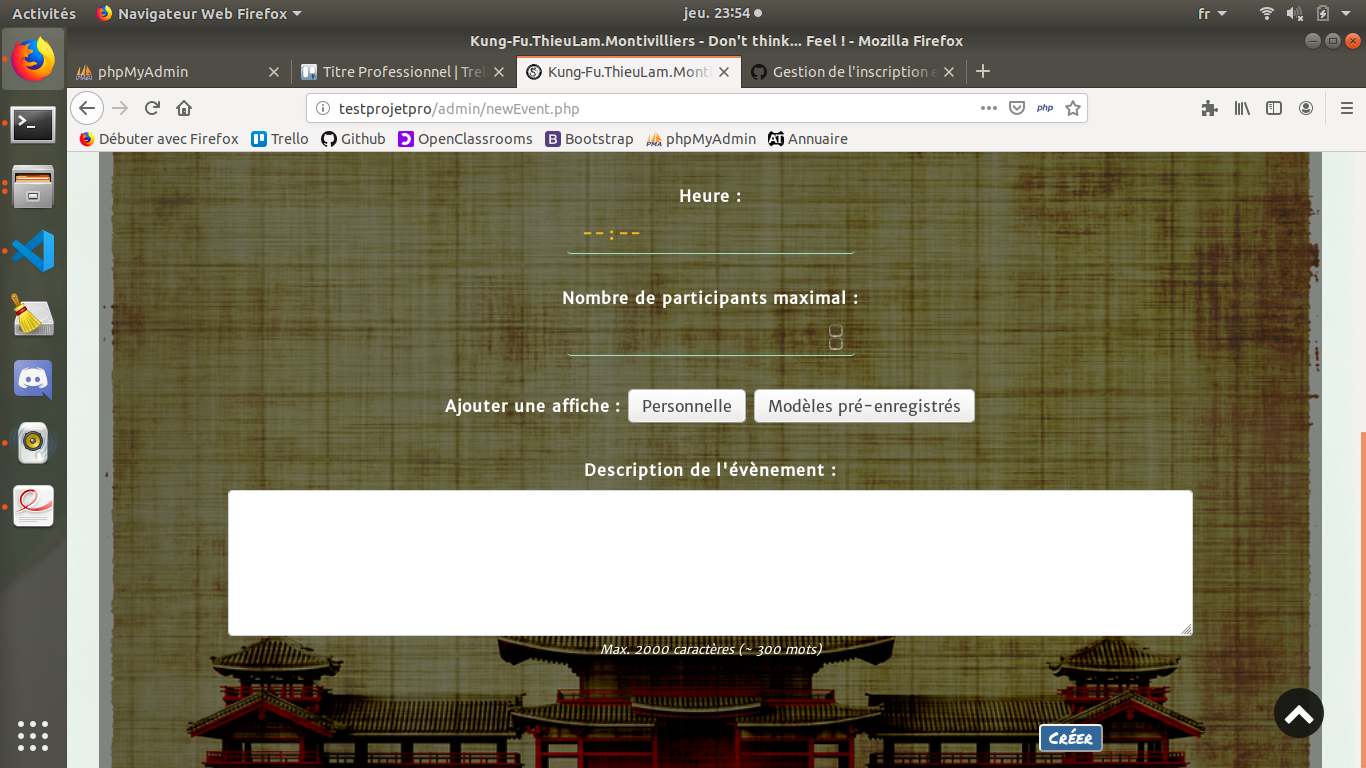 Activités Navigateur Web Firefox jeu. 23:54 fr
Kung-Fu.ThieuLam.Montivilliers - Don't think... Feel ! - Mozilla Firefox
phpMyAdmin Titre Professionnel | Trel Kung-Fu.ThieuLam.Monti Gestion de l'inscription e
testprojetpro/admin/newEvent.php php
Débuter avec Firefox Trello Github OpenClassrooms Bootstrap phpMyAdmin Annuaire
Heure :
--:--
Nombre de participants maximal :
Ajouter une affiche : Personnelle Modèles pré-enregistrés
Description de l'évènement :
Max. 2000 caractères (~ 300 mots)
Créer